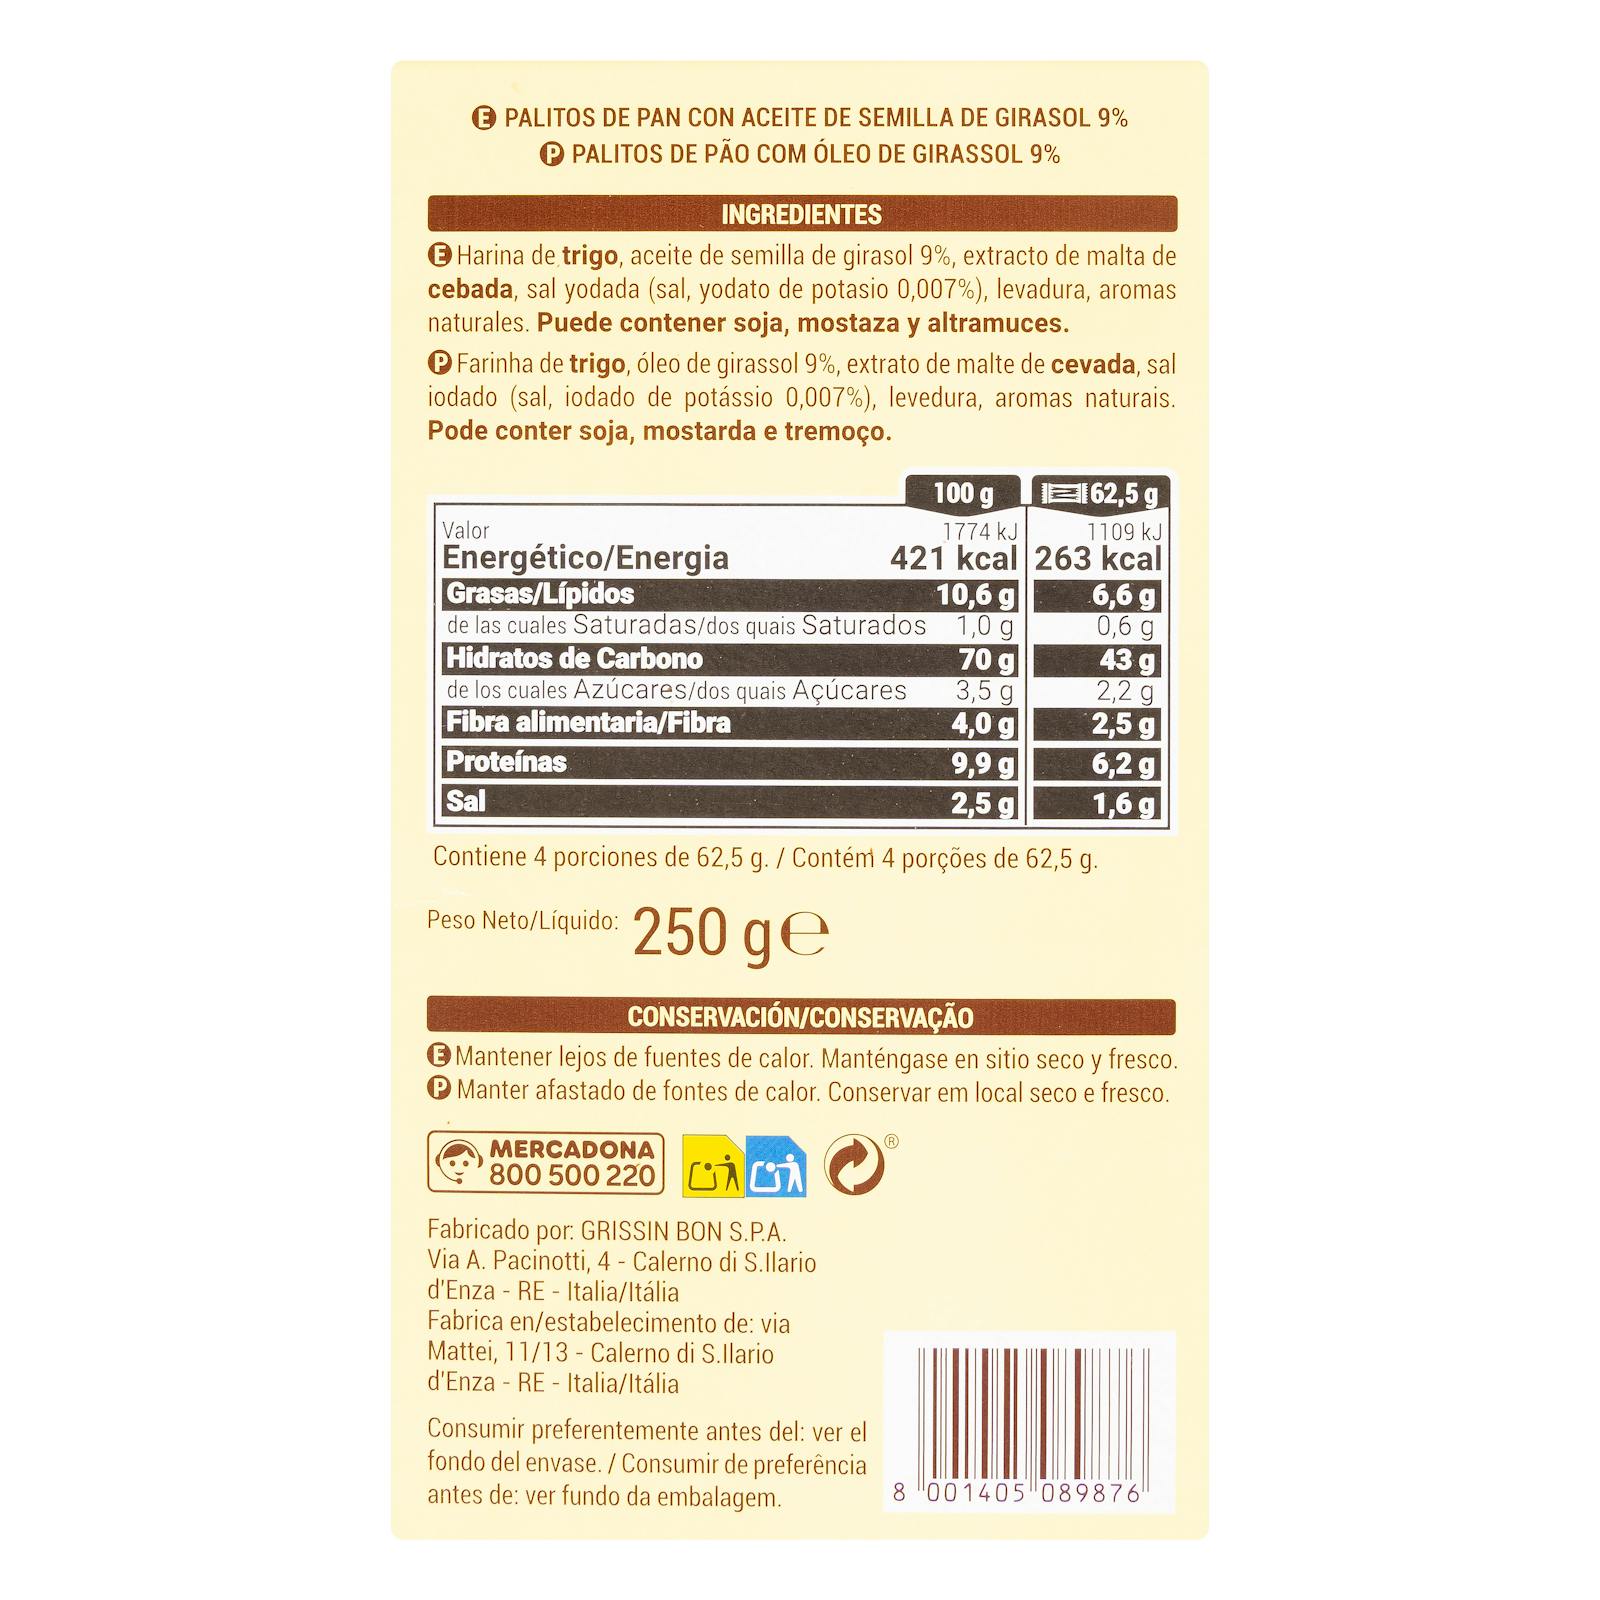 E PALITOS DE PAN CON ACEITE DE SEMILLA DE GIRASOL 9%
P PALITOS DE PÃO COM ÓLEO DE GIRASSOL 9%
INGREDIENTES
E Harina de trigo, aceite de semilla de girasol 9%, extracto de malta de
cebada, sal yodada (sal, yodato de potasio 0,007%), levadura, aromas
naturales. Puede contener soja, mostaza y altramuces.
P Farinha de trigo, óleo de girassol 9%, extrato de malte de cevada, sal
iodado (sal, iodado de potássio 0,007%), levedura, aromas naturais.
Pode conter soja, mostarda e tremoço.
100 g 62,5 g
Valor 1774 kJ 1109 kJ
Energético/Energia 421 kcal 263 kcal
Grasas/Lípidos 10,6 g 6,6 g
de las cuales Saturadas/dos quais Saturados 1,0 g 0,6 g
Hidratos de Carbono 70 g 43 g
de los cuales Azúcares/dos quais Açúcares 3,5 g 2,2 g
Fibra alimentaria/Fibra 4,0 g 2,5 g
Proteínas 9,9 g 6,2 g
Sal 2,5 g 1,6 g
Contiene 4 porciones de 62,5 g. / Contém 4 porções de 62,5 g.
Peso Neto/Líquido: 250 g ℮
CONSERVACIÓN/CONSERVAÇÃO
E Mantener lejos de fuentes de calor. Manténgase en sitio seco y fresco.
P Manter afastado de fontes de calor. Conservar em local seco e fresco.
MERCADONA
800 500 220
®
Fabricado por: GRISSIN BON S.P.A.
Via A. Pacinotti, 4 - Calerno di S.Ilario
d'Enza - RE - Italia/Itália
Fabrica en/estabelecimento de: via
Mattei, 11/13 - Calerno di S.Ilario
d'Enza - RE - Italia/Itália
Consumir preferentemente antes del: ver el
fondo del envase. / Consumir de preferência
antes de: ver fundo da embalagem.
8 001405 089876